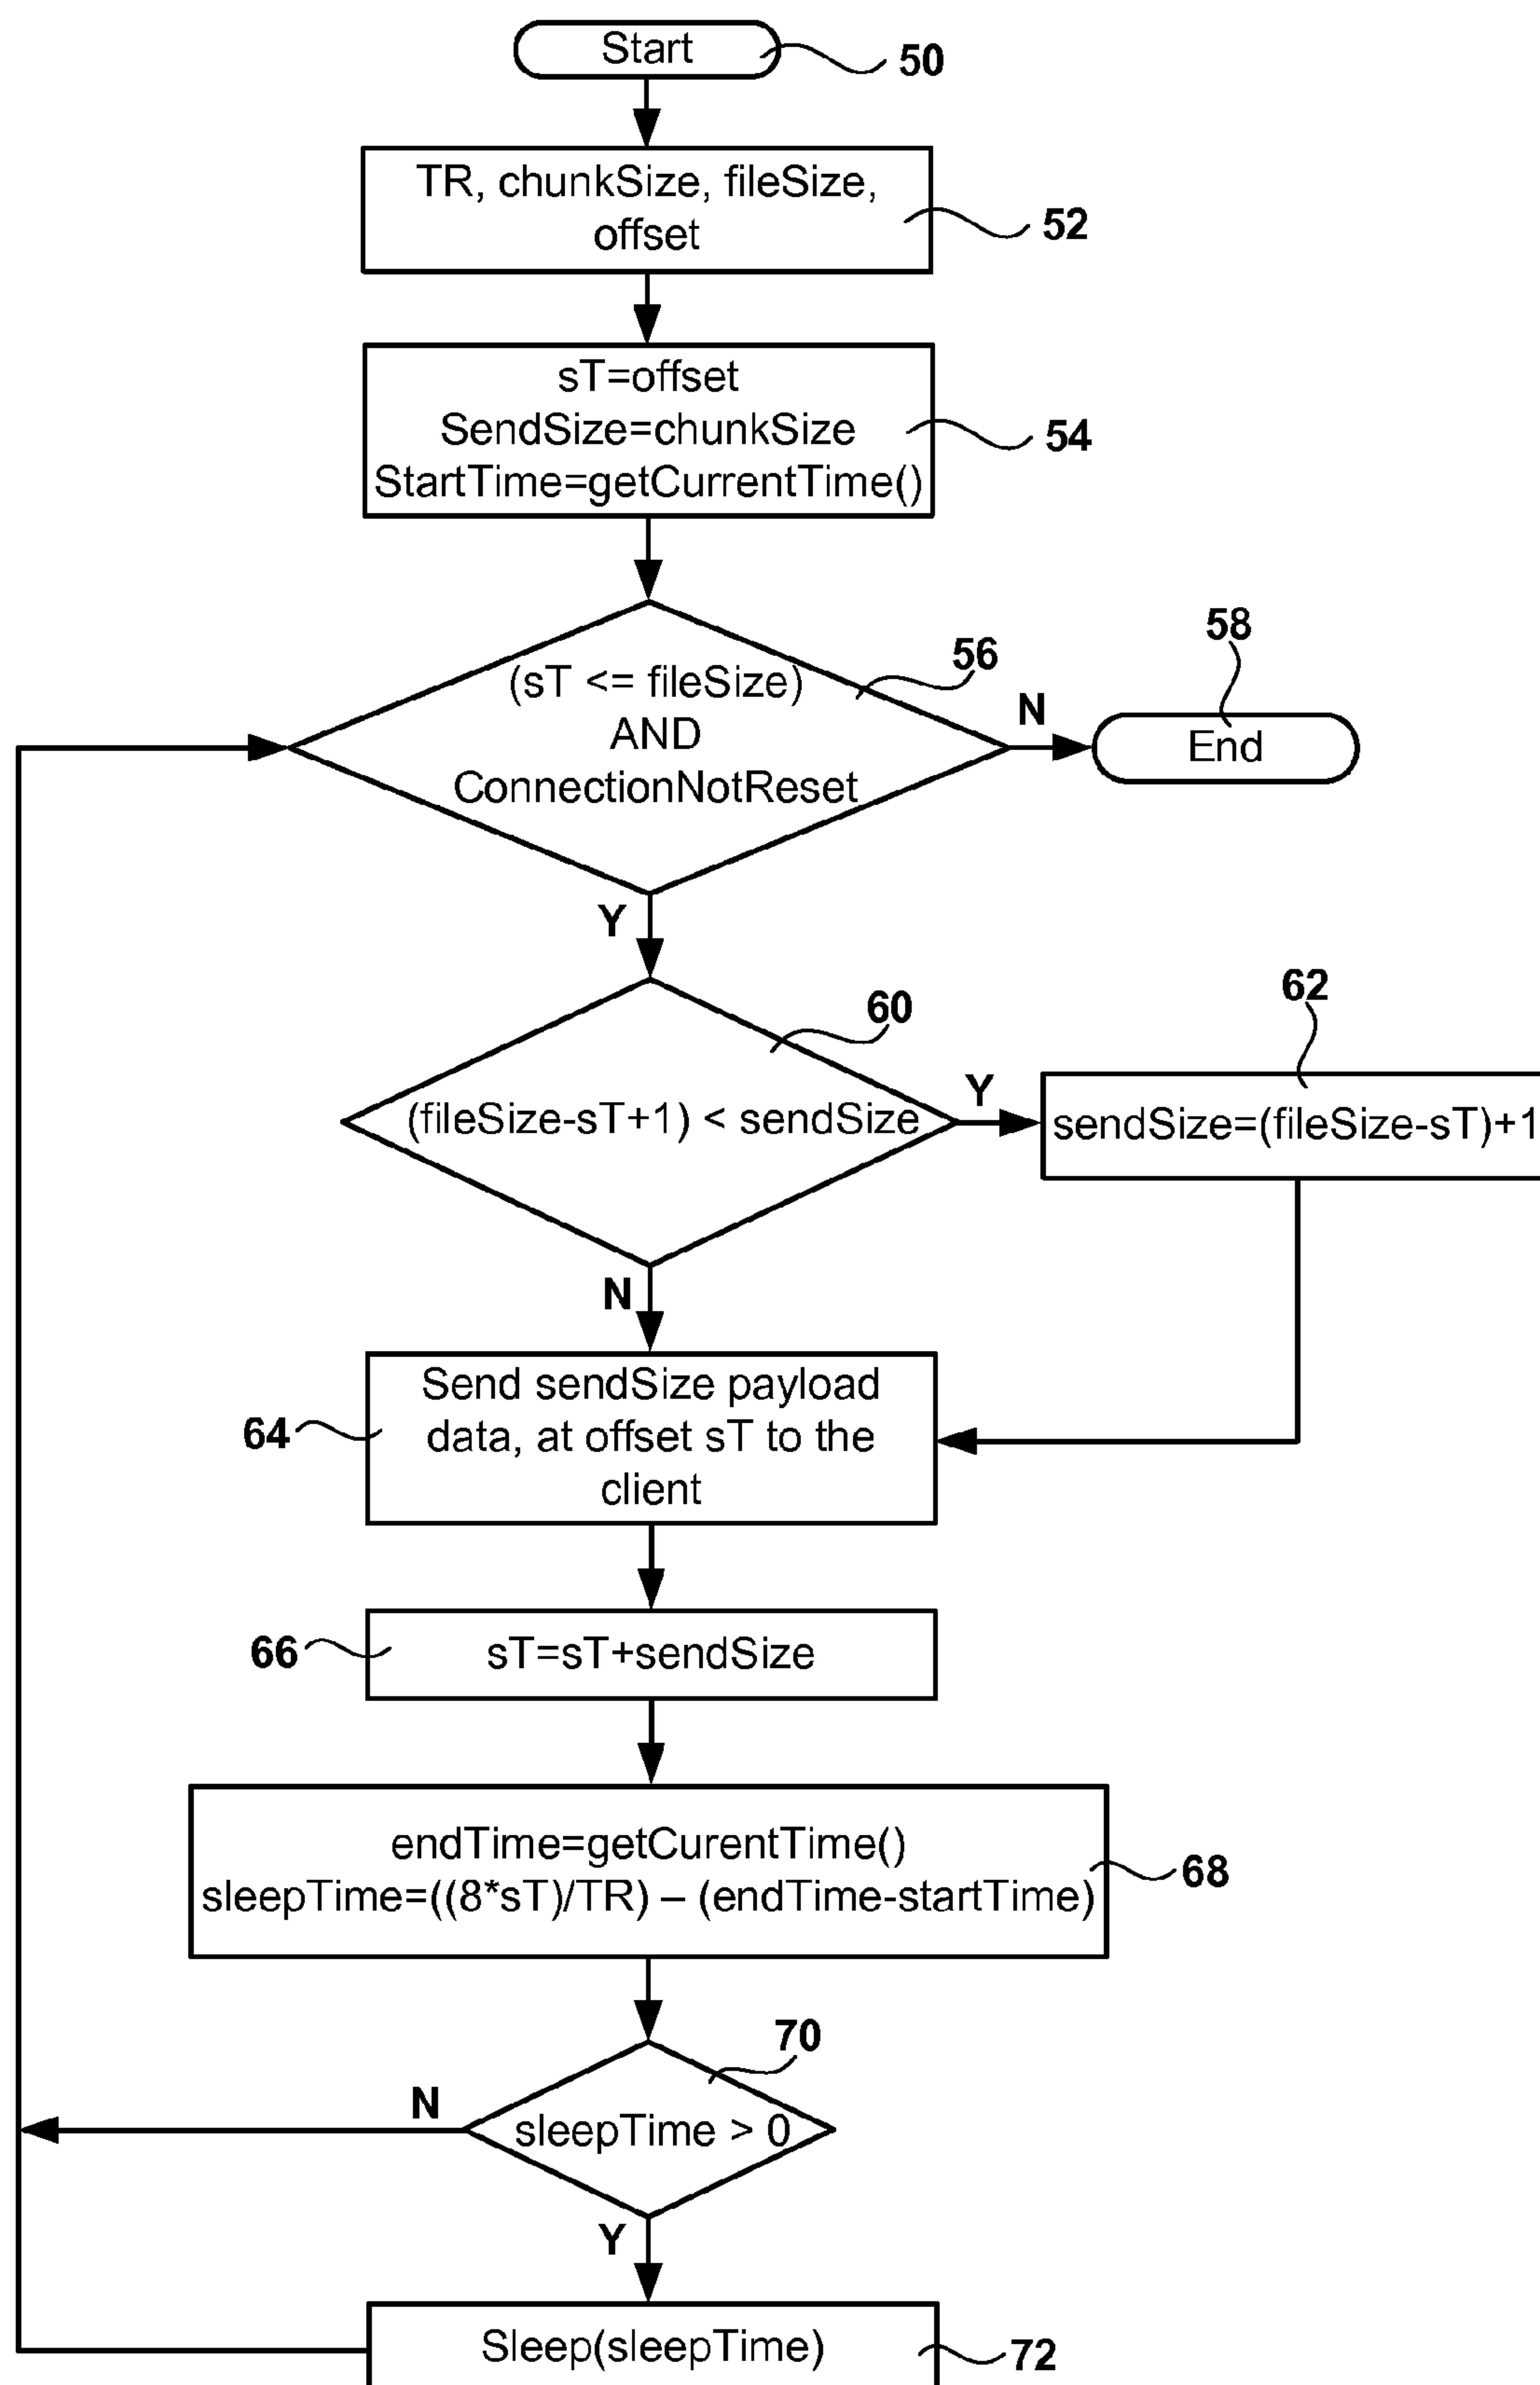 Start
50
TR, chunkSize, fileSize,
offset
52
sT=offset
SendSize=chunkSize
StartTime=getCurrentTime()
54
(sT <= fileSize)
AND
ConnectionNotReset
56
N
58
End
Y
60
(fileSize-sT+1) < sendSize
Y
62
sendSize=(fileSize-sT)+1
N
64
Send sendSize payload
data, at offset sT to the
client
66
sT=sT+sendSize
endTime=getCurentTime()
sleepTime=((8*sT)/TR) – (endTime-startTime)
68
70
sleepTime > 0
N
Y
Sleep(sleepTime)
72